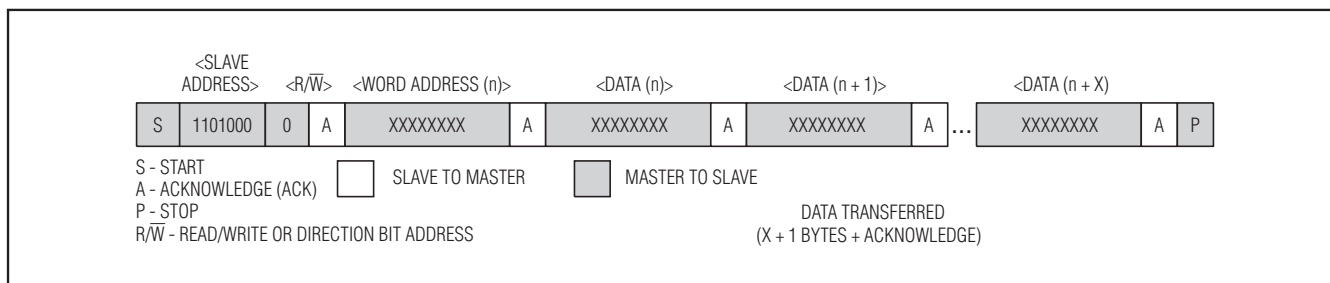 <SLAVE
ADDRESS> <R/W̅> <WORD ADDRESS (n)> <DATA (n)> <DATA (n + 1)> <DATA (n + X)
S 1101000 0 A XXXXXXXX A XXXXXXXX A XXXXXXXX A ... XXXXXXXX A P
S - START
A - ACKNOWLEDGE (ACK) SLAVE TO MASTER MASTER TO SLAVE
P - STOP
R/W̅ - READ/WRITE OR DIRECTION BIT ADDRESS
DATA TRANSFERRED
(X + 1 BYTES + ACKNOWLEDGE)